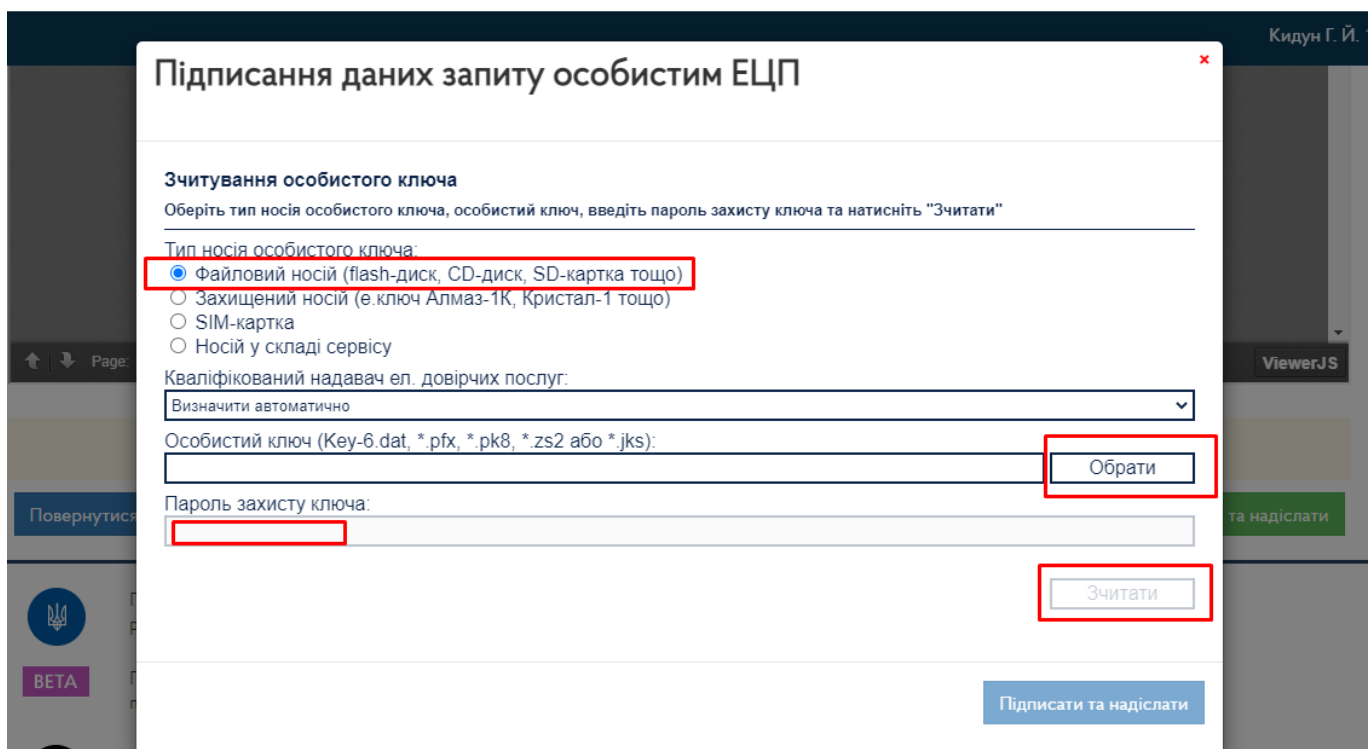 Кидун Г. Й.
Підписання даних запиту особистим ЕЦП
×
Зчитування особистого ключа
Оберіть тип носія особистого ключа, особистий ключ, введіть пароль захисту ключа та натисніть "Зчитати"
Тип носія особистого ключа:
Файловий носій (flash-диск, CD-диск, SD-картка тощо)
Захищений носій (е.ключ Алмаз-1К, Кристал-1 тощо)
SIM-картка
Носій у складі сервісу
Page:
ViewerJS
Кваліфікований надавач ел. довірчих послуг:
Визначити автоматично
Особистий ключ (Key-6.dat, *.pfx, *.pk8, *.zs2 або *.jks):
Обрати
Пароль захисту ключа:
Повернутися
та надіслати
Зчитати
BETA
Підписати та надіслати